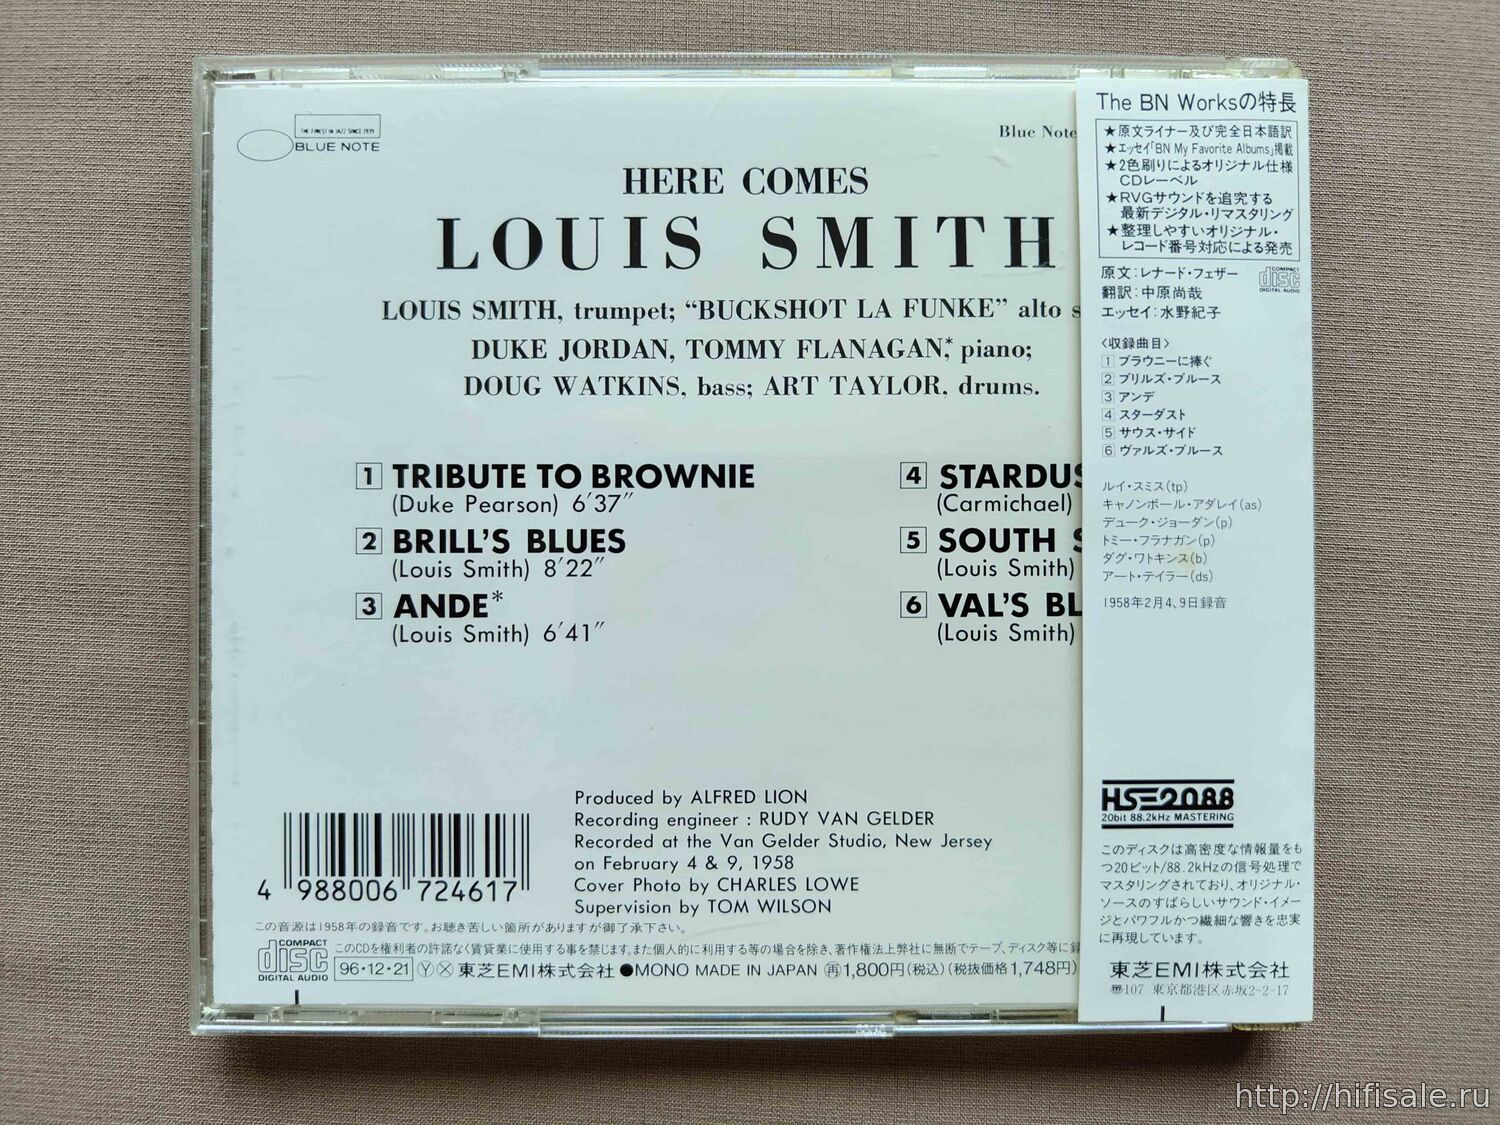 THE FINEST IN JAZZ SINCE 1939
BLUE NOTE
Blue Note
HERE COMES
LOUIS SMITH
LOUIS SMITH, trumpet; “BUCKSHOT LA FUNKE” alto s
DUKE JORDAN, TOMMY FLANAGAN,* piano;
DOUG WATKINS, bass; ART TAYLOR, drums.
1 TRIBUTE TO BROWNIE
(Duke Pearson) 6′37″
2 BRILL'S BLUES
(Louis Smith) 8′22″
3 ANDE*
(Louis Smith) 6′41″
4 STARDUS
(Carmichael)
5 SOUTH S
(Louis Smith)
6 VAL'S BL
(Louis Smith)
Produced by ALFRED LION
Recording engineer : RUDY VAN GELDER
Recorded at the Van Gelder Studio, New Jersey
on February 4 & 9, 1958
Cover Photo by CHARLES LOWE
Supervision by TOM WILSON
4 988006 724617
この音源は1958年の録音です。お聴き苦しい箇所がありますが御了承下さい。
COMPACT
disc
DIGITAL AUDIO
このCDを権利者の許諾なく賃貸業に使用する事を禁じます。また個人的に利用する等の場合を除き、著作権法上弊社に無断でテープ、ディスク等に録
96・12・21 Ⓨ Ⓧ 東芝EMI株式会社 ●MONO MADE IN JAPAN ㊢1,800円(税込)(税抜価格1,748円)
The BN Worksの特長
★原文ライナー及び完全日本語訳
★エッセイ「BN My Favorite Albums」掲載
★2色刷りによるオリジナル仕様
CDレーベル
★RVGサウンドを追究する
最新デジタル・リマスタリング
★整理しやすいオリジナル・
レコード番号対応による発売
原文:レナード・フェザー
翻訳:中原尚哉
エッセイ:水野紀子
COMPACT
disc
DIGITAL AUDIO
〈収録曲目〉
1 ブラウニーに捧ぐ
2 ブリルズ・ブルース
3 アンデ
4 スターダスト
5 サウス・サイド
6 ヴァルズ・ブルース
ルイ・スミス(tp)
キャノンボール・アダレイ(as)
デューク・ジョーダン(p)
トミー・フラナガン(p)
ダグ・ワトキンス(b)
アート・テイラー(ds)
1958年2月4、9日録音
HS2088
20bit 88.2kHz MASTERING
このディスクは高密度な情報量をも
つ20ビット/88.2kHzの信号処理で
マスタリングされており、オリジナル・
ソースのすばらしいサウンド・イメー
ジとパワフルかつ繊細な響きを忠実
に再現しています。
東芝EMI株式会社
〠107 東京都港区赤坂2-2-17
http://hifisale.ru